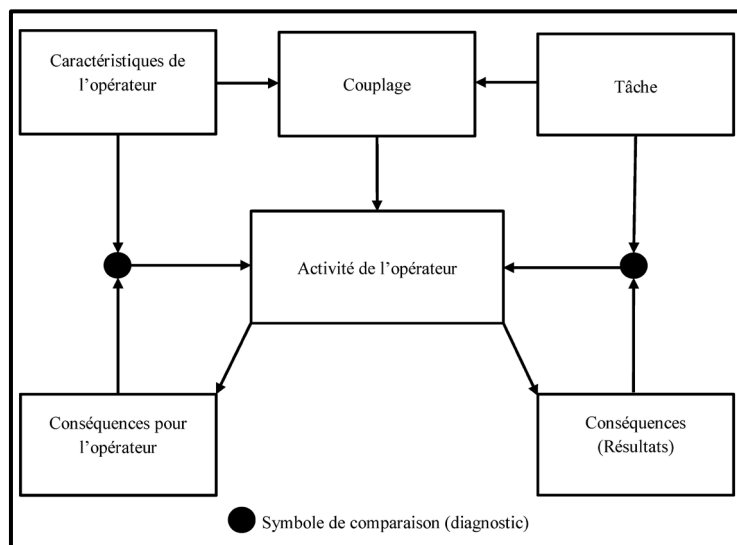 Caractéristiques de
l’opérateur
Couplage
Tâche
Activité de l’opérateur
Conséquences pour
l’opérateur
Conséquences
(Résultats)
Symbole de comparaison (diagnostic)